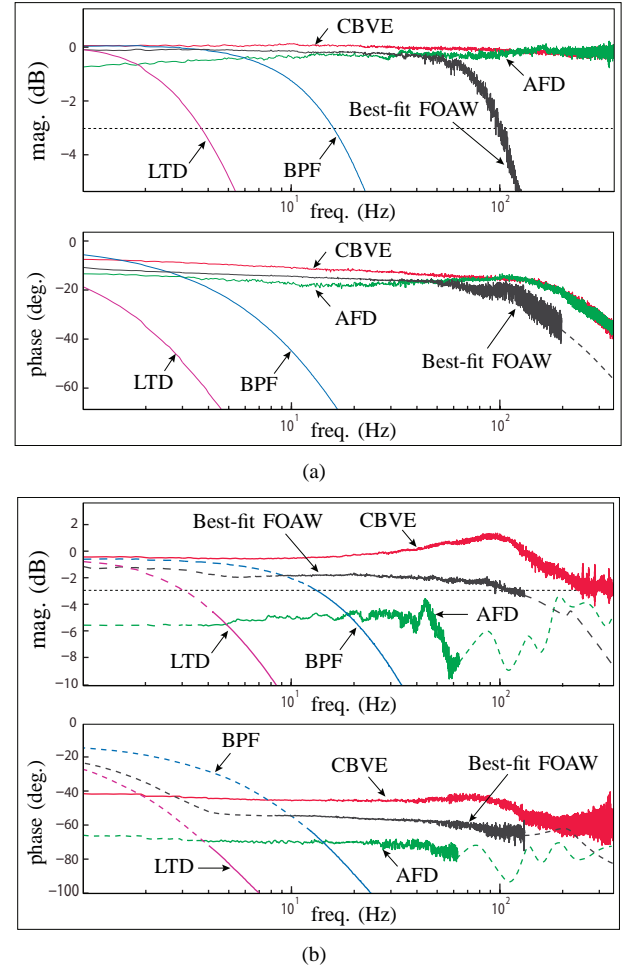 CBVE
0
AFD
−2
Best-fit FOAW
mag. (dB)
−4
LTD
BPF
10¹
10²
freq. (Hz)
0
CBVE
−20
AFD
−40
Best-fit FOAW
phase (deg.)
LTD
BPF
−60
10¹
10²
freq. (Hz)
(a)
2
Best-fit FOAW
CBVE
0
−2
mag. (dB)
−4
AFD
−6
LTD
BPF
−8
−10
10¹
10²
freq. (Hz)
0
BPF
−20
CBVE
Best-fit FOAW
−40
phase (deg.)
−60
−80
LTD
AFD
−100
10¹
10²
freq. (Hz)
(b)